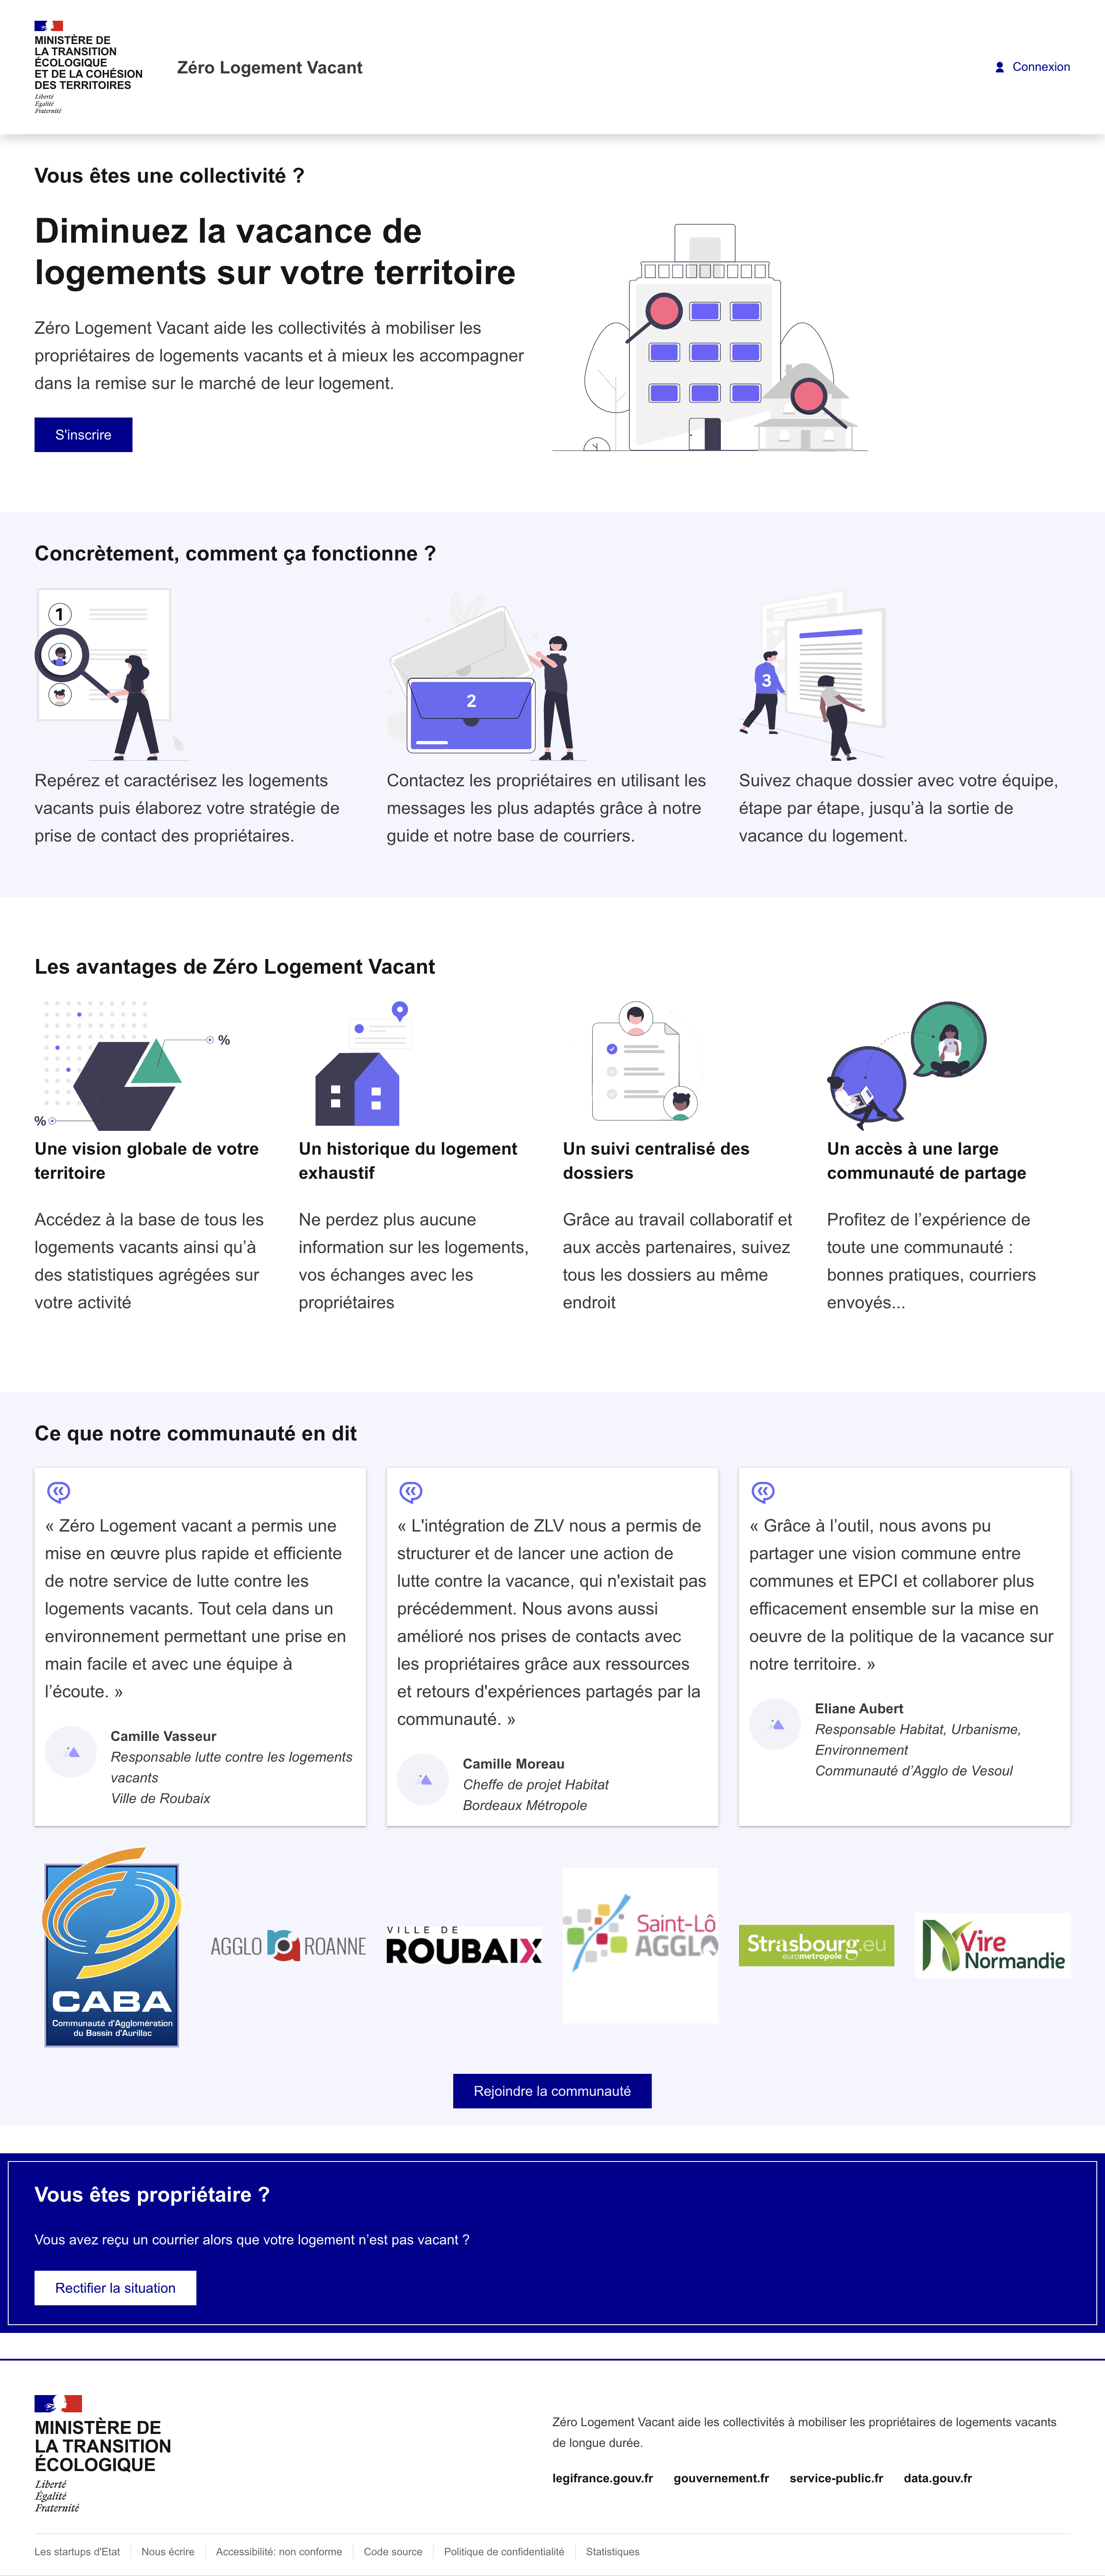 MINISTÈRE DE
LA TRANSITION
ÉCOLOGIQUE
ET DE LA COHÉSION
DES TERRITOIRES
Liberté
Égalité
Fraternité
Zéro Logement Vacant
Connexion
Vous êtes une collectivité ?
Diminuez la vacance de
logements sur votre territoire
Zéro Logement Vacant aide les collectivités à mobiliser les
propriétaires de logements vacants et à mieux les accompagner
dans la remise sur le marché de leur logement.
S'inscrire
Concrètement, comment ça fonctionne ?
1
2
3
Repérez et caractérisez les logements
vacants puis élaborez votre stratégie de
prise de contact des propriétaires.
Contactez les propriétaires en utilisant les
messages les plus adaptés grâce à notre
guide et notre base de courriers.
Suivez chaque dossier avec votre équipe,
étape par étape, jusqu’à la sortie de
vacance du logement.
Les avantages de Zéro Logement Vacant
%
%
Une vision globale de votre
territoire
Accédez à la base de tous les
logements vacants ainsi qu’à
des statistiques agrégées sur
votre activité
Un historique du logement
exhaustif
Ne perdez plus aucune
information sur les logements,
vos échanges avec les
propriétaires
Un suivi centralisé des
dossiers
Grâce au travail collaboratif et
aux accès partenaires, suivez
tous les dossiers au même
endroit
Un accès à une large
communauté de partage
Profitez de l’expérience de
toute une communauté :
bonnes pratiques, courriers
envoyés...
Ce que notre communauté en dit
« Zéro Logement vacant a permis une
mise en œuvre plus rapide et efficiente
de notre service de lutte contre les
logements vacants. Tout cela dans un
environnement permettant une prise en
main facile et avec une équipe à
l’écoute. »
Camille Vasseur
Responsable lutte contre les logements
vacants
Ville de Roubaix
« L'intégration de ZLV nous a permis de
structurer et de lancer une action de
lutte contre la vacance, qui n'existait pas
précédemment. Nous avons aussi
amélioré nos prises de contacts avec
les propriétaires grâce aux ressources
et retours d'expériences partagés par la
communauté. »
Camille Moreau
Cheffe de projet Habitat
Bordeaux Métropole
« Grâce à l’outil, nous avons pu
partager une vision commune entre
communes et EPCI et collaborer plus
efficacement ensemble sur la mise en
oeuvre de la politique de la vacance sur
notre territoire. »
Eliane Aubert
Responsable Habitat, Urbanisme,
Environnement
Communauté d’Agglo de Vesoul
CABA
Communauté d'Agglomération
du Bassin d'Aurillac
AGGLO ROANNE
VILLE DE
ROUBAIX
Saint-Lô
AGGLO
Strasbourg.eu
eurométropole
Vire
Normandie
Rejoindre la communauté
Vous êtes propriétaire ?
Vous avez reçu un courrier alors que votre logement n’est pas vacant ?
Rectifier la situation
MINISTÈRE DE
LA TRANSITION
ÉCOLOGIQUE
Liberté
Égalité
Fraternité
Zéro Logement Vacant aide les collectivités à mobiliser les propriétaires de logements vacants
de longue durée.
legifrance.gouv.fr gouvernement.fr service-public.fr data.gouv.fr
Les startups d'Etat Nous écrire Accessibilité: non conforme Code source Politique de confidentialité Statistiques